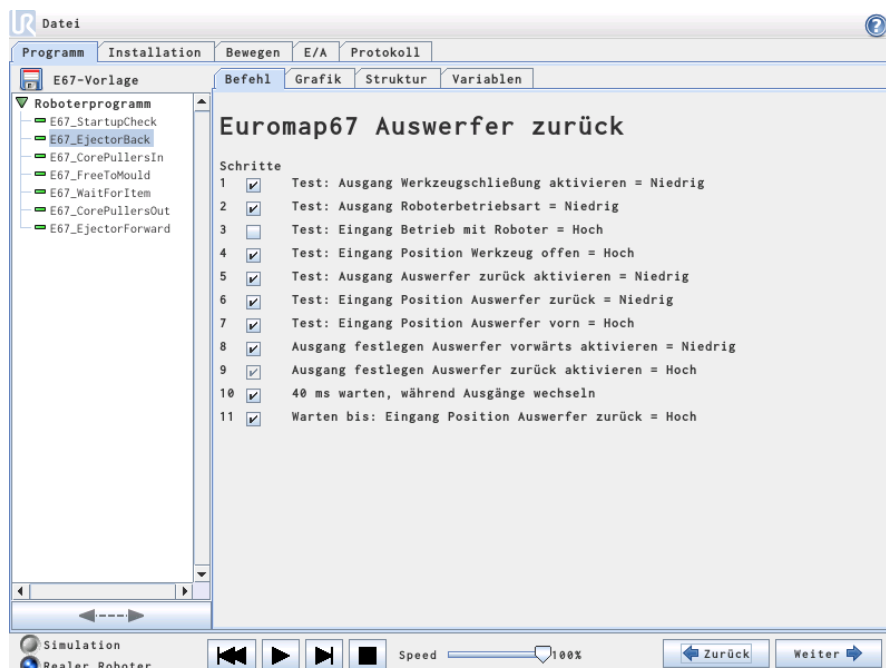 UR Datei ?
Programm Installation Bewegen E/A Protokoll
E67-Vorlage
Befehl Grafik Struktur Variablen
Roboterprogramm
E67_StartupCheck
E67_EjectorBack
E67_CorePullersIn
E67_FreeToMould
E67_WaitForItem
E67_CorePullersOut
E67_EjectorForward
Euromap67 Auswerfer zurück
Schritte
1 Test: Ausgang Werkzeugschließung aktivieren = Niedrig
2 Test: Ausgang Roboterbetriebsart = Niedrig
3 Test: Eingang Betrieb mit Roboter = Hoch
4 Test: Eingang Position Werkzeug offen = Hoch
5 Test: Ausgang Auswerfer zurück aktivieren = Niedrig
6 Test: Eingang Position Auswerfer zurück = Niedrig
7 Test: Eingang Position Auswerfer vorn = Hoch
8 Ausgang festlegen Auswerfer vorwärts aktivieren = Niedrig
9 Ausgang festlegen Auswerfer zurück aktivieren = Hoch
10 40 ms warten, während Ausgänge wechseln
11 Warten bis: Eingang Position Auswerfer zurück = Hoch
Simulation
Realer Roboter
Speed 100%
Zurück Weiter